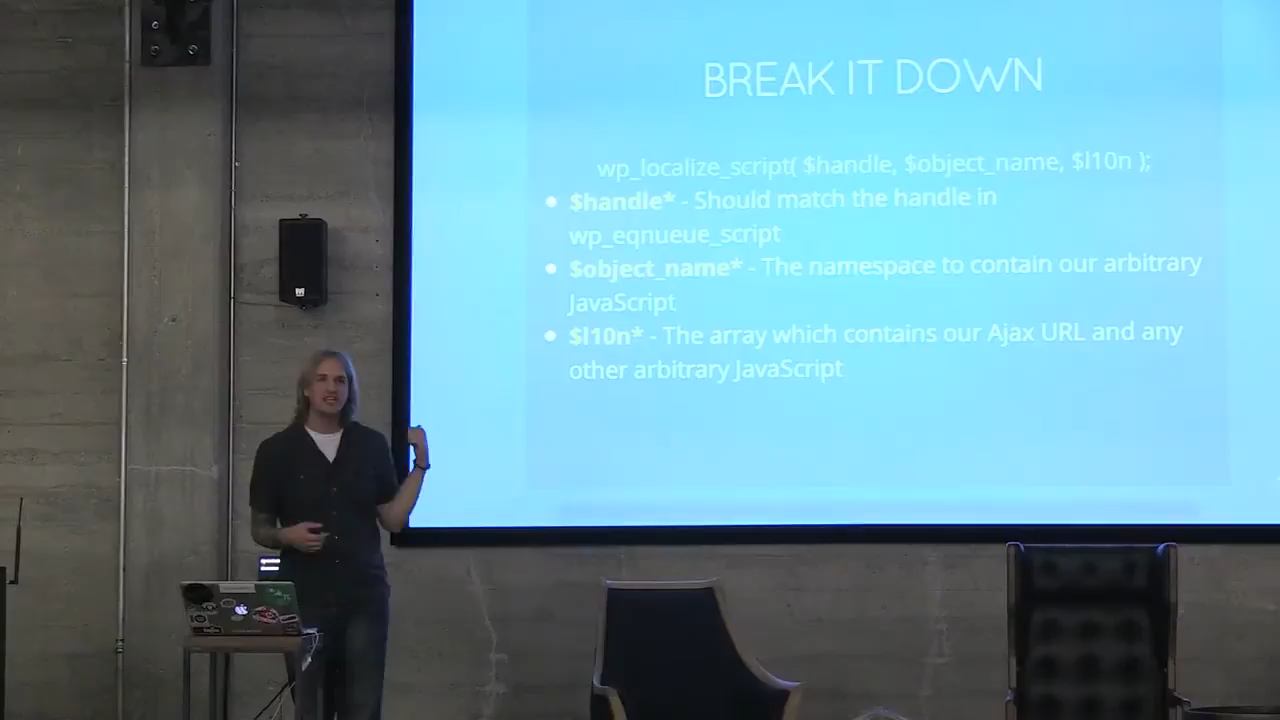 BREAK IT DOWN
wp_localize_script( $handle, $object_name, $l10n );
$handle* - Should match the handle in
wp_eqnueue_script
$object_name* - The namespace to contain our arbitrary
JavaScript
$l10n* - The array which contains our Ajax URL and any
other arbitrary JavaScript